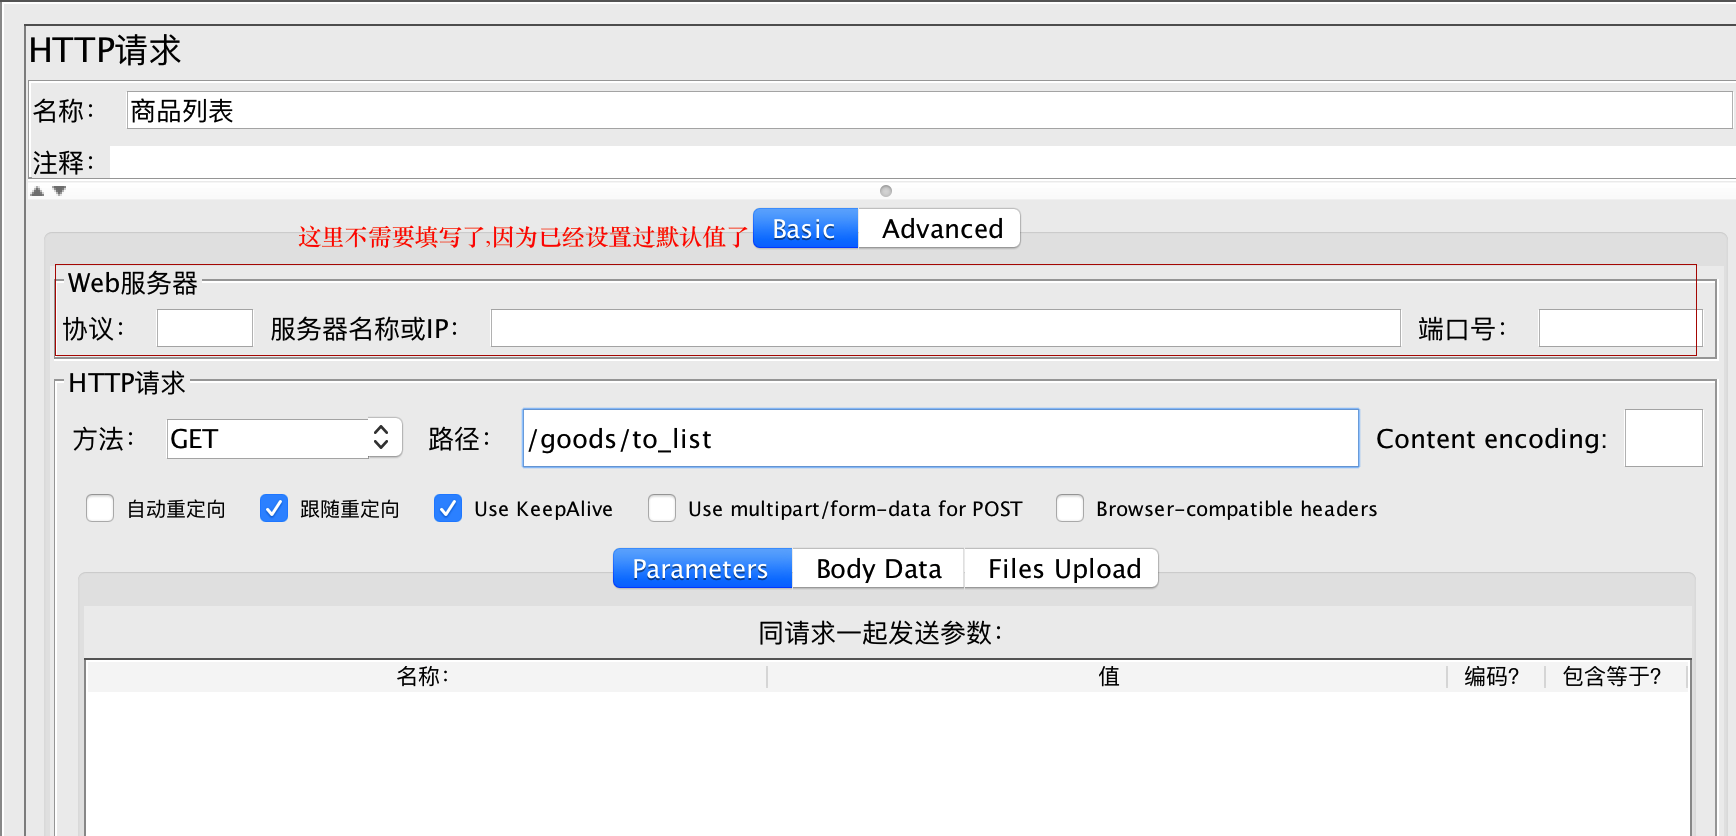 HTTP请求
名称： 商品列表
注释：
Basic Advanced
这里不需要填写了,因为已经设置过默认值了
Web服务器
协议： 服务器名称或IP： 端口号：
HTTP请求
方法： GET 路径： /goods/to_list Content encoding:
自动重定向 跟随重定向 Use KeepAlive Use multipart/form-data for POST Browser-compatible headers
Parameters Body Data Files Upload
同请求一起发送参数：
名称： 值 编码? 包含等于?